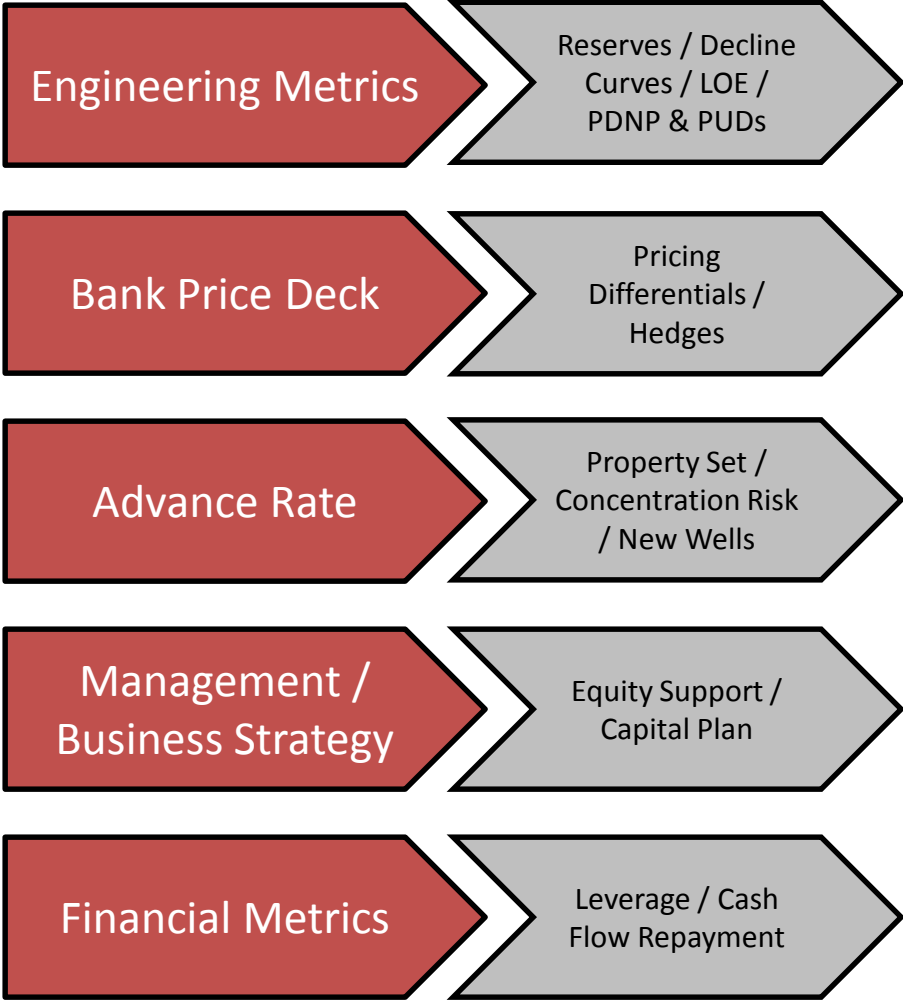 Engineering Metrics
Reserves / Decline
Curves / LOE /
PDNP & PUDs
Bank Price Deck
Pricing
Differentials /
Hedges
Advance Rate
Property Set /
Concentration Risk
/ New Wells
Management /
Business Strategy
Equity Support /
Capital Plan
Financial Metrics
Leverage / Cash
Flow Repayment